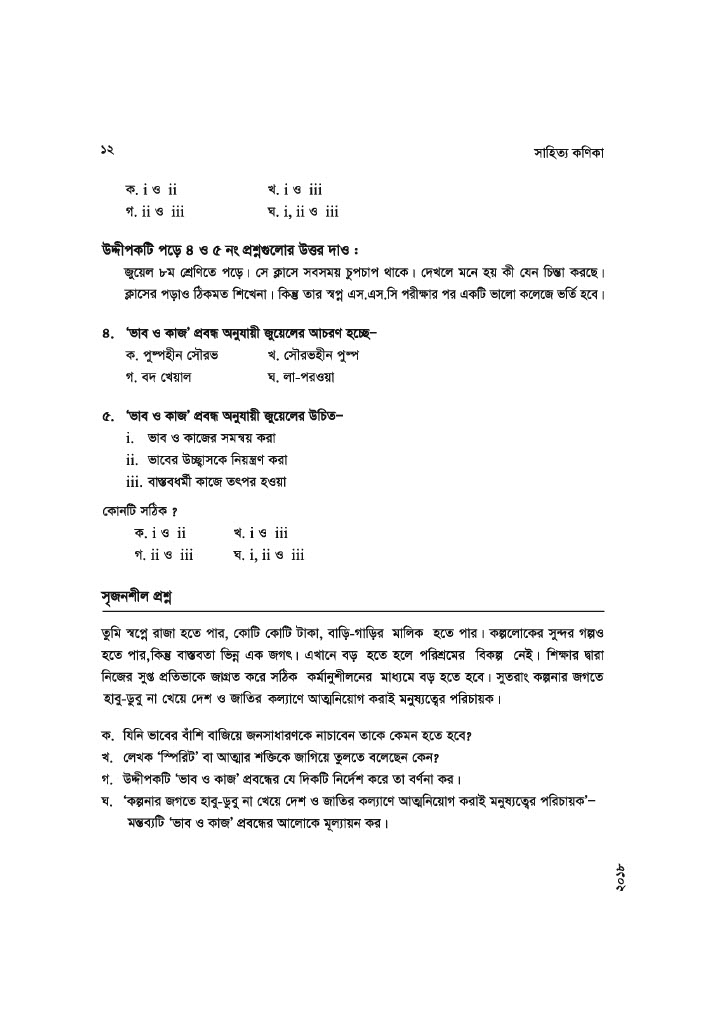 ১২ সাহিত্য কণিকা
ক. i ও ii খ. i ও iii
গ. ii ও iii ঘ. i, ii ও iii
উদ্দীপকটি পড়ে ৪ ও ৫ নং প্রশ্নগুলোর উত্তর দাও :
জুয়েল ৮ম শ্রেণিতে পড়ে। সে ক্লাসে সবসময় চুপচাপ থাকে। দেখলে মনে হয় কী যেন চিন্তা করছে।
ক্লাসের পড়াও ঠিকমত শিখেনা। কিন্তু তার স্বপ্ন এস.এস.সি পরীক্ষার পর একটি ভালো কলেজে ভর্তি হবে।
৪. ‘ভাব ও কাজ’ প্রবন্ধ অনুযায়ী জুয়েলের আচরণ হচ্ছে–
ক. পুষ্পহীন সৌরভ খ. সৌরভহীন পুষ্প
গ. বদ খেয়াল ঘ. লা-পরওয়া
৫. ‘ভাব ও কাজ’ প্রবন্ধ অনুযায়ী জুয়েলের উচিত–
i. ভাব ও কাজের সমন্বয় করা
ii. ভাবের উচ্ছ্বাসকে নিয়ন্ত্রণ করা
iii. বাস্তবধর্মী কাজে তৎপর হওয়া
কোনটি সঠিক ?
ক. i ও ii খ. i ও iii
গ. ii ও iii ঘ. i, ii ও iii
সৃজনশীল প্রশ্ন
তুমি স্বপ্নে রাজা হতে পার, কোটি কোটি টাকা, বাড়ি-গাড়ির মালিক হতে পার। কল্পলোকের সুন্দর গল্পও
হতে পার,কিন্তু বাস্তবতা ভিন্ন এক জগৎ। এখানে বড় হতে হলে পরিশ্রমের বিকল্প নেই। শিক্ষার দ্বারা
নিজের সুপ্ত প্রতিভাকে জাগ্রত করে সঠিক কর্মানুশীলনের মাধ্যমে বড় হতে হবে। সুতরাং কল্পনার জগতে
হাবু-ডুবু না খেয়ে দেশ ও জাতির কল্যাণে আত্মনিয়োগ করাই মনুষ্যত্বের পরিচায়ক।
ক. যিনি ভাবের বাঁশি বাজিয়ে জনসাধারণকে নাচাবেন তাকে কেমন হতে হবে?
খ. লেখক ‘স্পিরিট’ বা আত্মার শক্তিকে জাগিয়ে তুলতে বলেছেন কেন?
গ. উদ্দীপকটি ‘ভাব ও কাজ’ প্রবন্ধের যে দিকটি নির্দেশ করে তা বর্ণনা কর।
ঘ. ‘কল্পনার জগতে হাবু-ডুবু না খেয়ে দেশ ও জাতির কল্যাণে আত্মনিয়োগ করাই মনুষ্যত্বের পরিচায়ক’–
মন্তব্যটি ‘ভাব ও কাজ’ প্রবন্ধের আলোকে মূল্যায়ন কর।
২০১৮